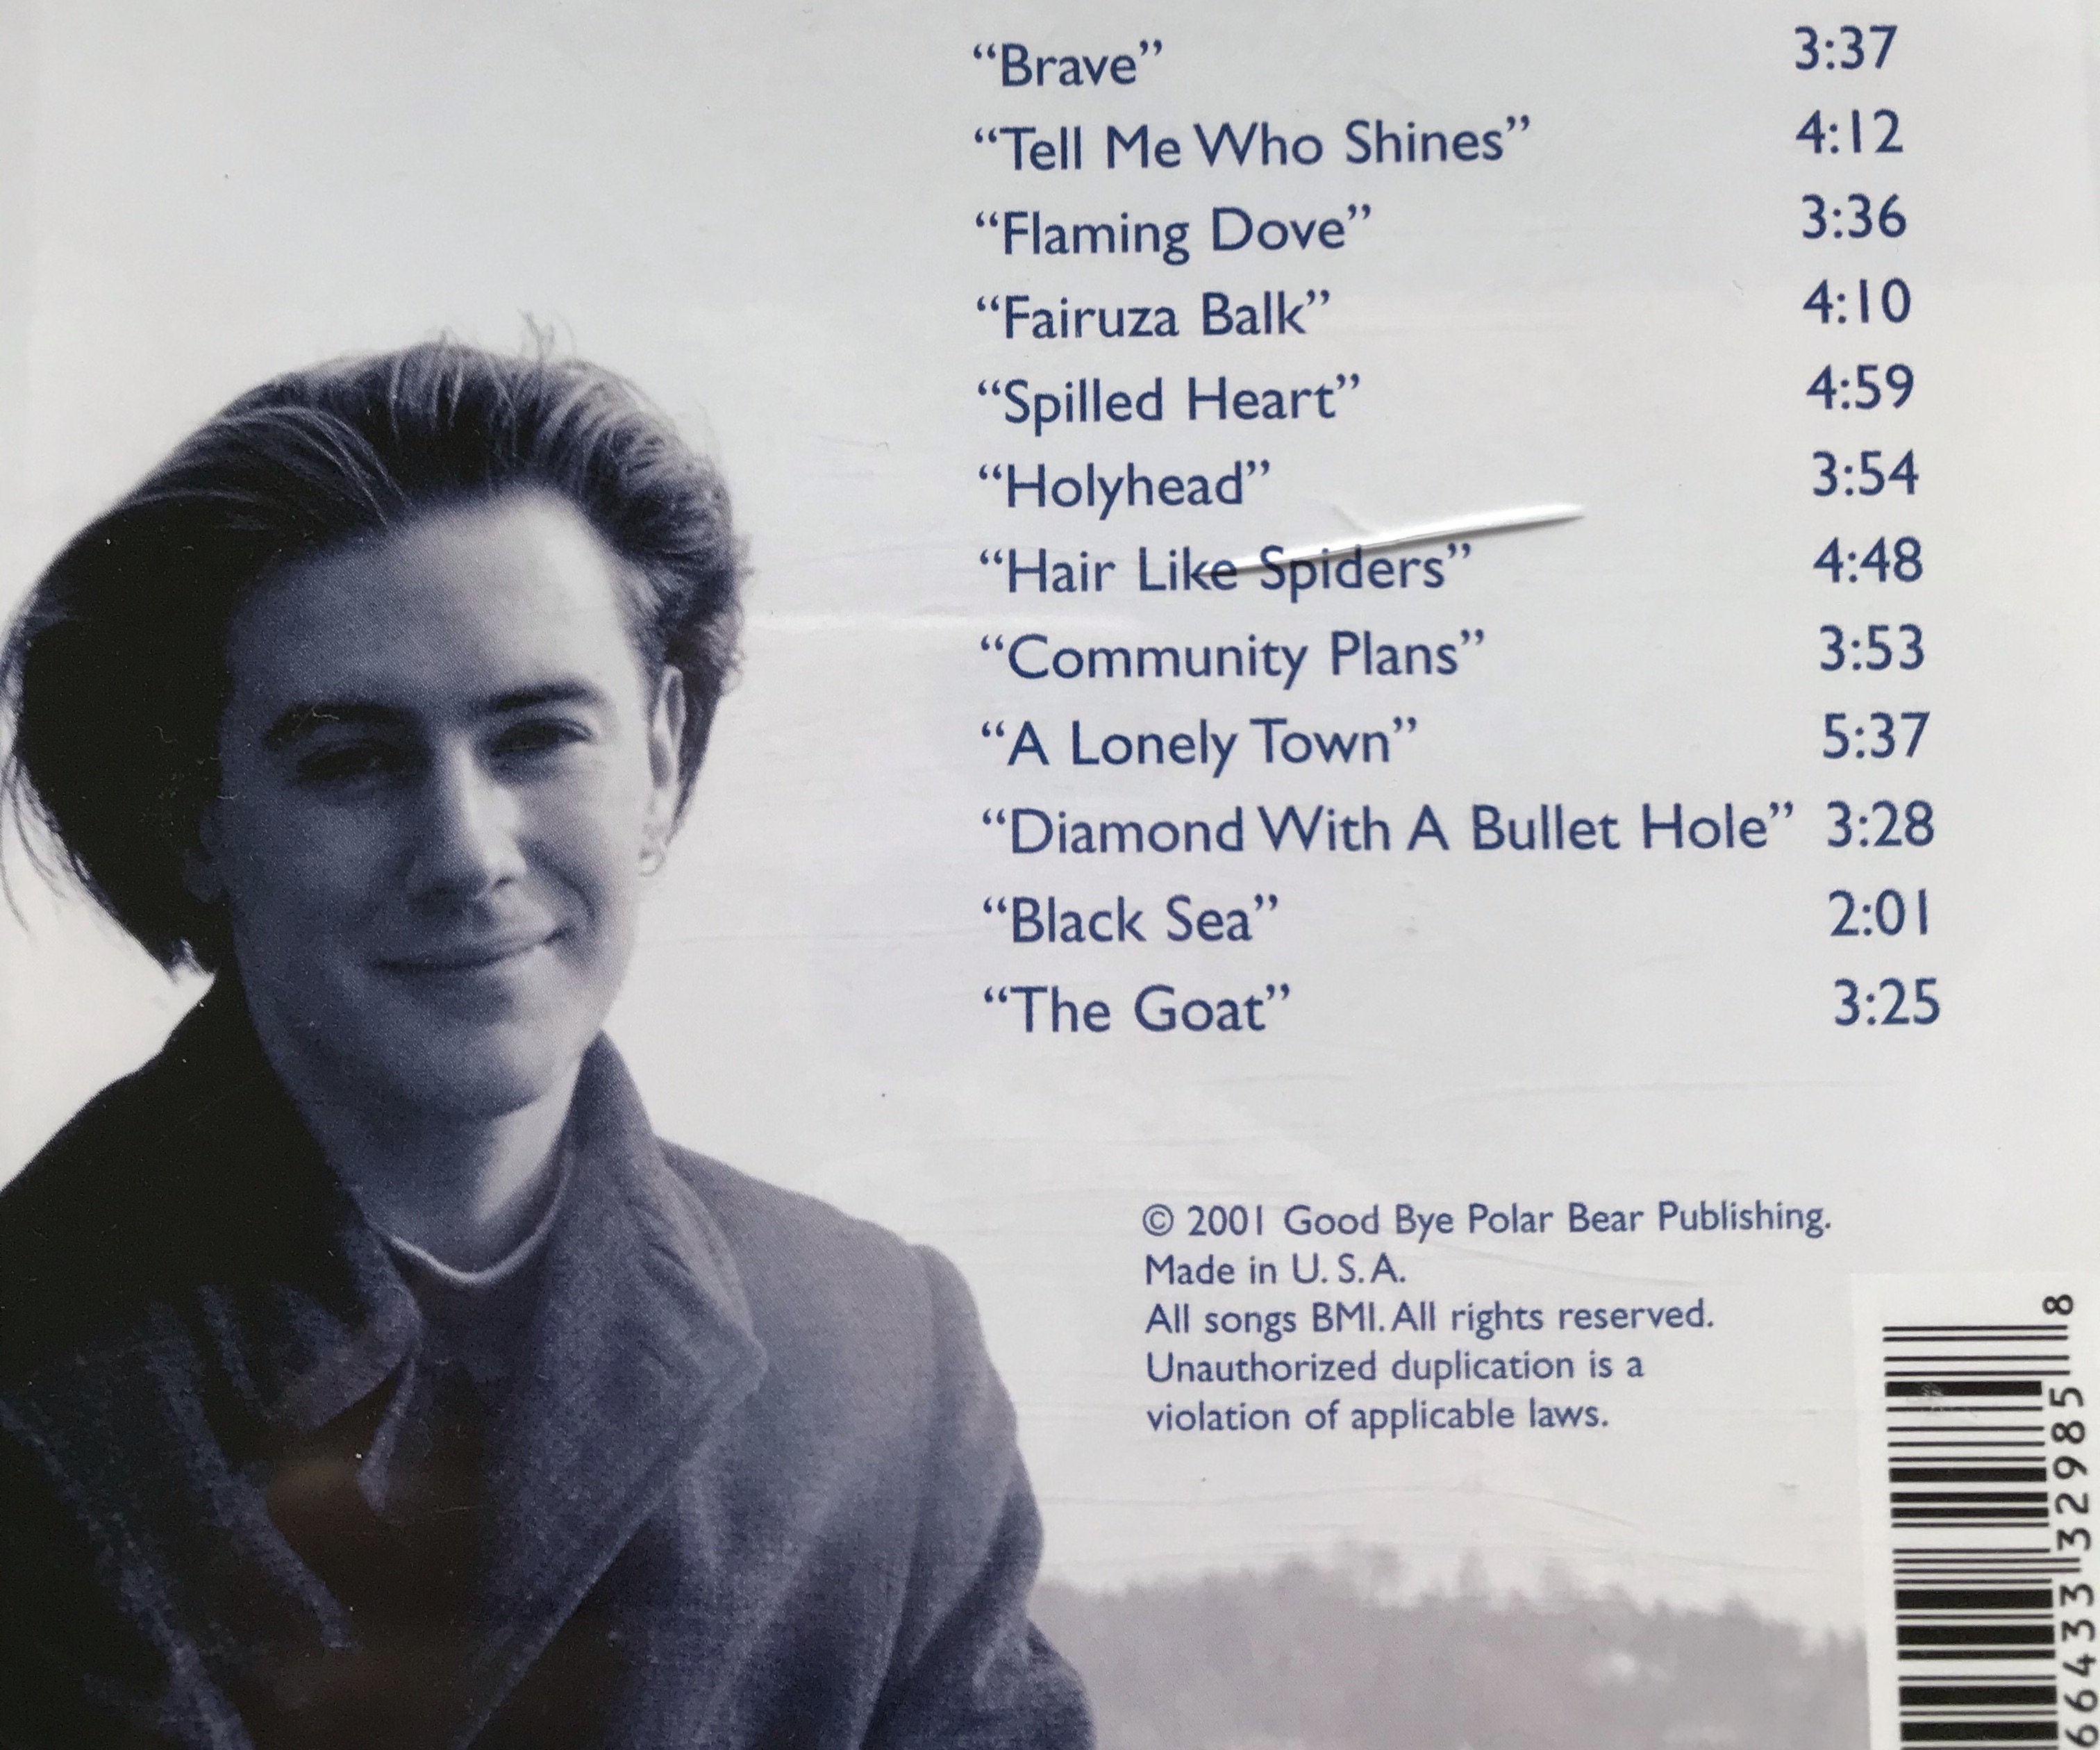 “Brave” 3:37
“Tell Me Who Shines” 4:12
“Flaming Dove” 3:36
“Fairuza Balk” 4:10
“Spilled Heart” 4:59
“Holyhead” 3:54
“Hair Like Spiders” 4:48
“Community Plans” 3:53
“A Lonely Town” 5:37
“Diamond With A Bullet Hole” 3:28
“Black Sea” 2:01
“The Goat” 3:25
© 2001 Good Bye Polar Bear Publishing.
Made in U. S. A.
All songs BMI. All rights reserved.
Unauthorized duplication is a
violation of applicable laws.
66433 32985 8